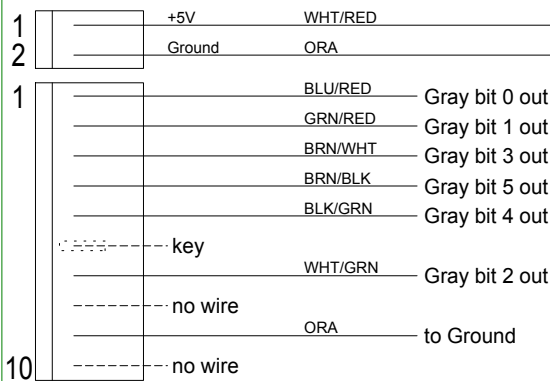 1 +5V WHT/RED
2 Ground ORA
1 BLU/RED Gray bit 0 out
GRN/RED Gray bit 1 out
BRN/WHT Gray bit 3 out
BRN/BLK Gray bit 5 out
BLK/GRN Gray bit 4 out
key
WHT/GRN Gray bit 2 out
no wire
ORA to Ground
10 no wire